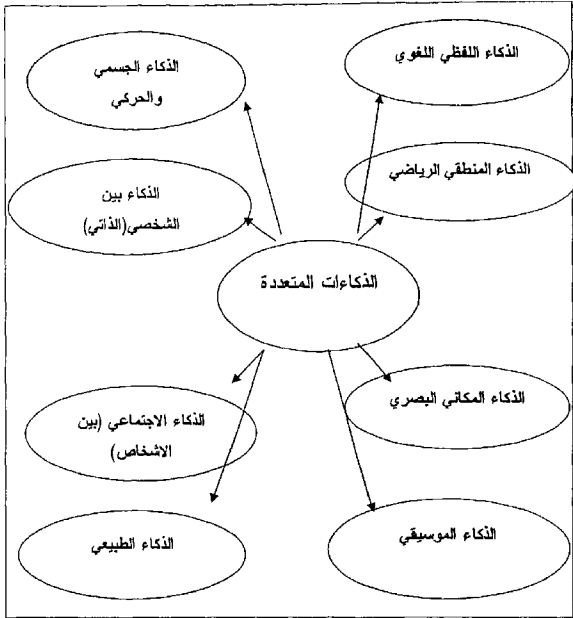 الذكاء اللفظي اللغوي
الذكاء الجسمي
والحركي
الذكاء المنطقي الرياضي
الذكاء بين
الشخصي(الذاتي)
الذكاءات المتعددة
الذكاء المكاني البصري
الذكاء الاجتماعي (بين
الاشخاص)
الذكاء الموسيقي
الذكاء الطبيعي